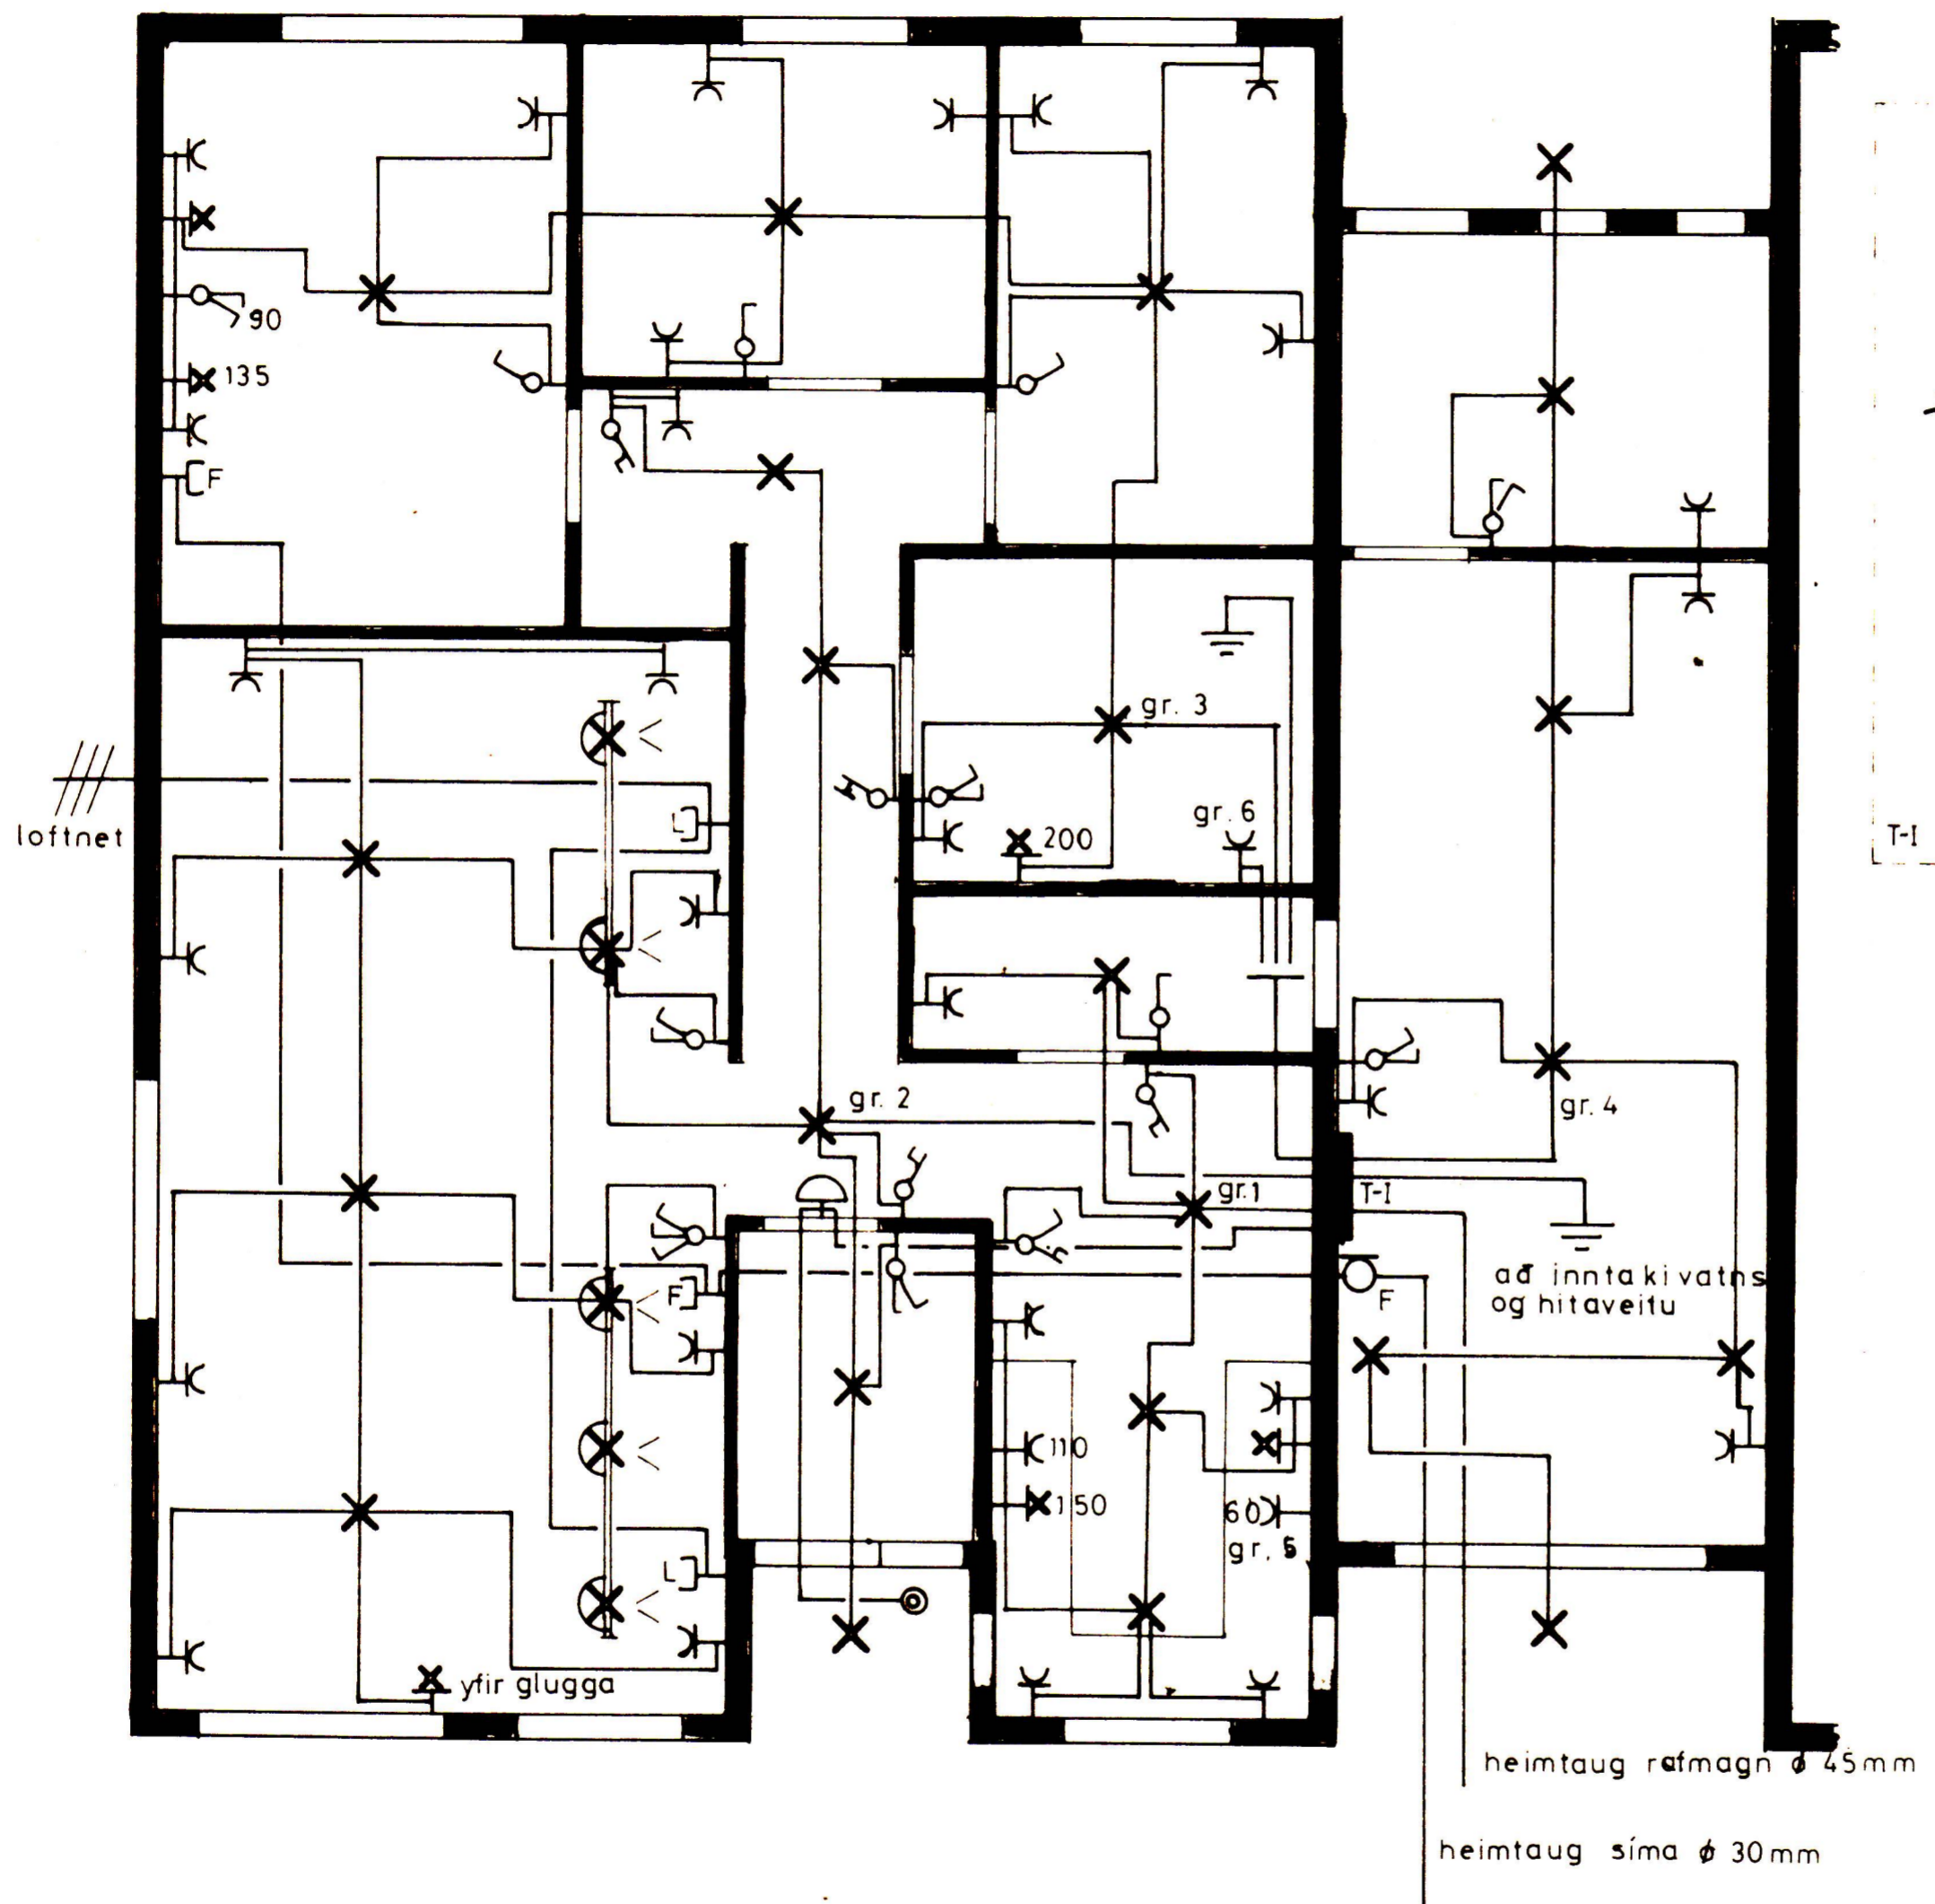 90
135
F
gr. 3
gr. 6
200
T-I
loftnet
L
gr. 2
gr. 4
gr.1
T-I
F
F
að inntaki vatns
og hitaveitu
110
150
60
gr. 5
L
yfir glugga
heimtaug rafmagn ø 45mm
heimtaug síma ø 30mm